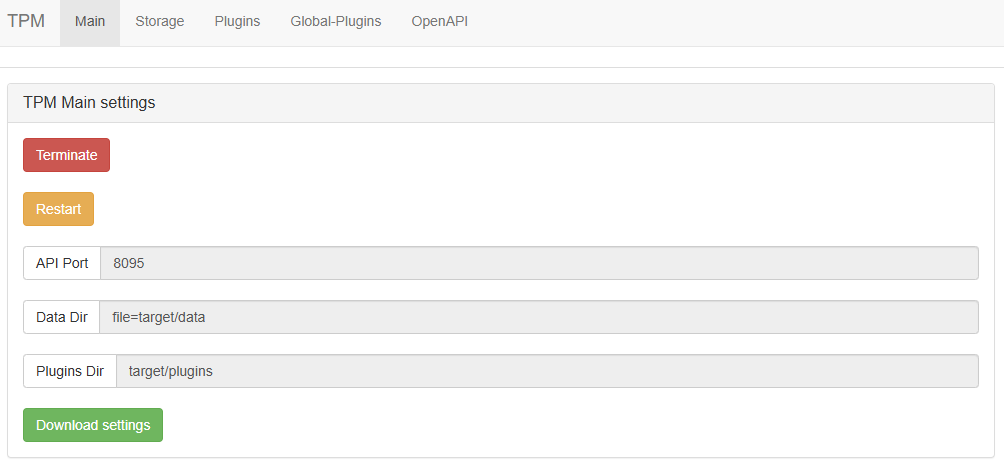 TPM Main Storage Plugins Global-Plugins OpenAPI
TPM Main settings
Terminate
Restart
API Port 8095
Data Dir file=target/data
Plugins Dir target/plugins
Download settings